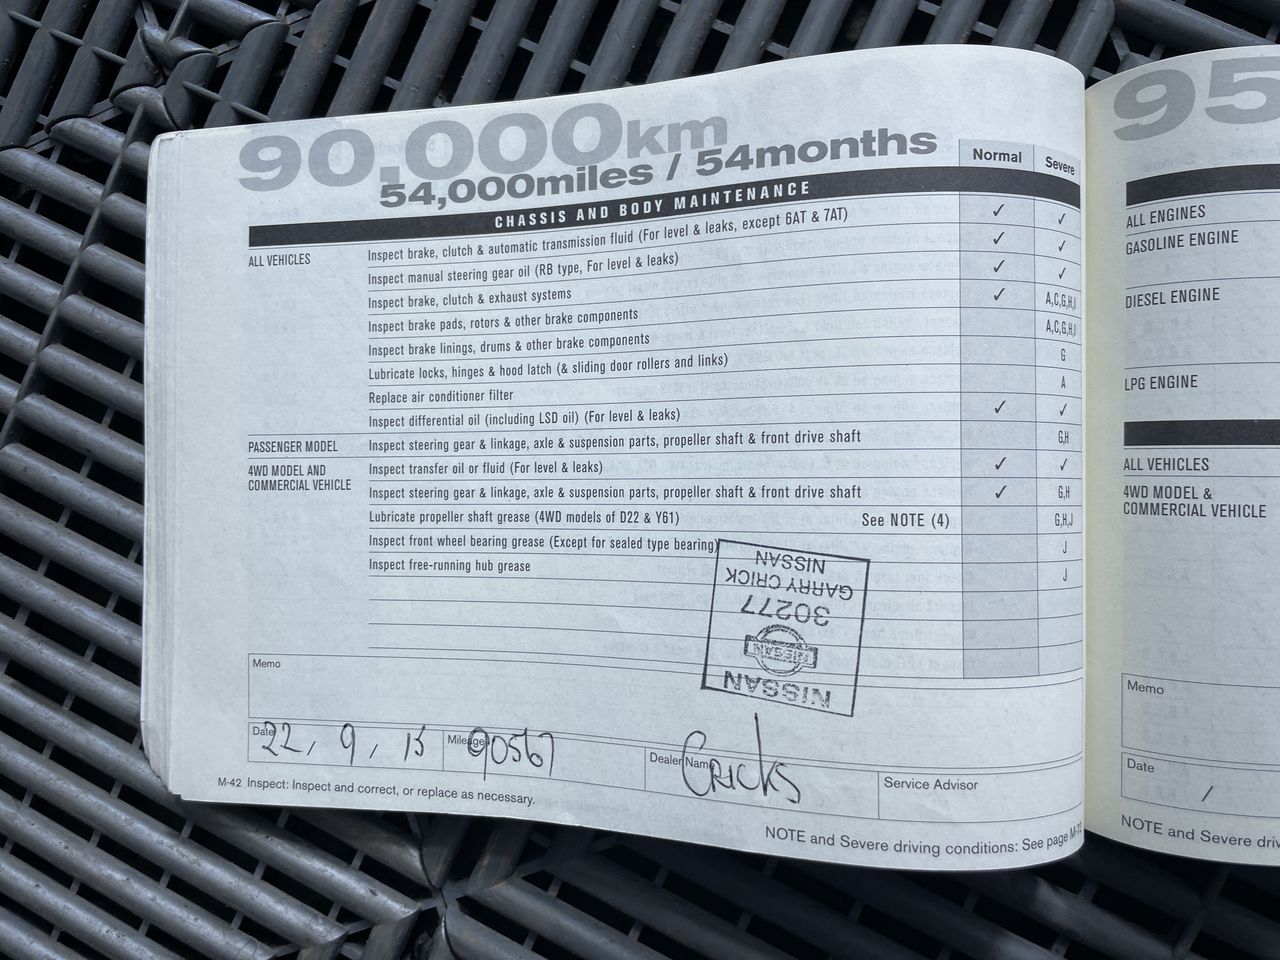 90,000km
54,000miles / 54months
Normal Severe
CHASSIS AND BODY MAINTENANCE
ALL VEHICLES Inspect brake, clutch & automatic transmission fluid (For level & leaks, except 6AT & 7AT) ✓ ✓
Inspect manual steering gear oil (RB type, For level & leaks) ✓ ✓
Inspect brake, clutch & exhaust systems ✓ ✓
Inspect brake pads, rotors & other brake components ✓ A,C,G,H,I
Inspect brake linings, drums & other brake components A,C,G,H,I
Lubricate locks, hinges & hood latch (& sliding door rollers and links) G
Replace air conditioner filter A
Inspect differential oil (including LSD oil) (For level & leaks) ✓ ✓
PASSENGER MODEL Inspect steering gear & linkage, axle & suspension parts, propeller shaft & front drive shaft G,H
4WD MODEL AND Inspect transfer oil or fluid (For level & leaks) ✓ ✓
COMMERCIAL VEHICLE Inspect steering gear & linkage, axle & suspension parts, propeller shaft & front drive shaft ✓ G,H
Lubricate propeller shaft grease (4WD models of D22 & Y61) See NOTE (4) G,H,J
Inspect front wheel bearing grease (Except for sealed type bearing) J
Inspect free-running hub grease J
NISSAN
NISSAN
30277
GARRY CRICK
NISSAN
Memo
Date 22, 9, 15 Mileage 90567 Dealer Name Cricks Service Advisor
M-42 Inspect: Inspect and correct, or replace as necessary.
NOTE and Severe driving conditions: See page
95
ALL ENGINES
GASOLINE ENGINE
DIESEL ENGINE
LPG ENGINE
ALL VEHICLES
4WD MODEL &
COMMERCIAL VEHICLE
Memo
Date
/
NOTE and Severe